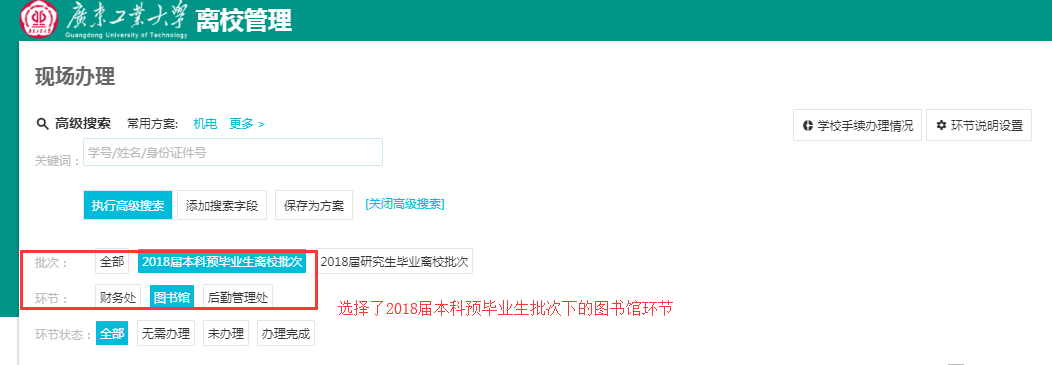 廣東工業大學 离校管理
Guangdong University of Technology
现场办理
高级搜索 常用方案: 机电 更多 >
学校手续办理情况 环节说明设置
关键词: 学号/姓名/身份证件号
执行高级搜索 添加搜索字段 保存为方案 [关闭高级搜索]
批次: 全部 2018届本科预毕业生离校批次 2018届研究生毕业离校批次
环节: 财务处 图书馆 后勤管理处
选择了2018届本科预毕业生批次下的图书馆环节
环节状态: 全部 无需办理 未办理 办理完成